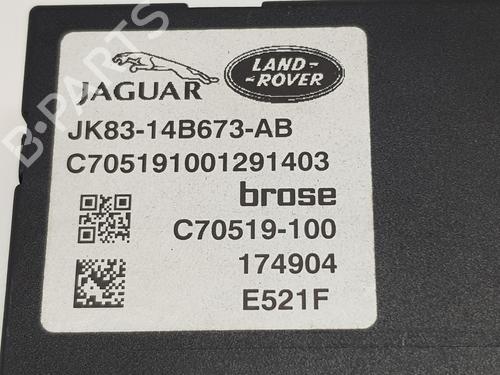 JAGUAR
LAND-
ROVER
JK83-14B673-AB
C705191001291403
brose
C70519-100
174904
E521F
B-PARTS